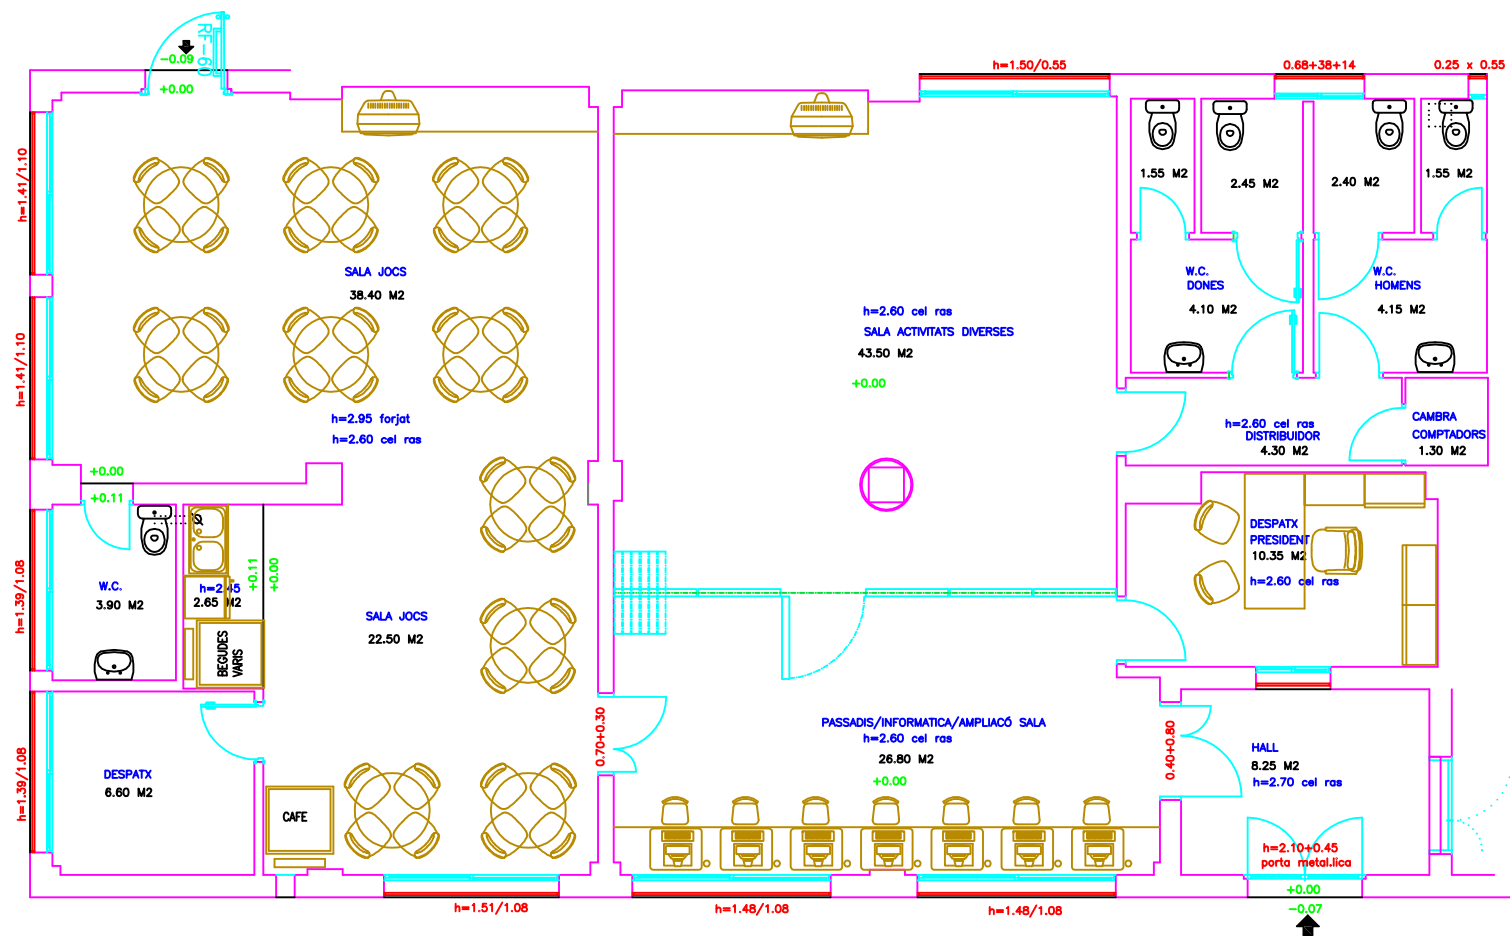 RF-60
-0.09
+0.00
h=1.50/0.55
0.68+38+14
0.25 x 0.55
h=1.41/1.10
1.55 M2
2.45 M2
2.40 M2
1.55 M2
SALA JOCS
38.40 M2
W.C.
DONES
4.10 M2
W.C.
HOMENS
4.15 M2
h=2.60 cel ras
SALA ACTIVITATS DIVERSES
43.50 M2
+0.00
h=1.41/1.10
h=2.95 forjat
h=2.60 cel ras
h=2.60 cel ras
DISTRIBUIDOR
4.30 M2
CAMBRA
COMPTADORS
1.30 M2
+0.00
+0.11
DESPATX
PRESIDENT
10.35 M2
h=2.60 cel ras
h=1.39/1.08
W.C.
3.90 M2
h=2.45
2.65 M2
+0.11
+0.00
BEGUDES
VARIS
SALA JOCS
22.50 M2
0.70+0.30
PASSADIS/INFORMATICA/AMPLIACÓ SALA
h=2.60 cel ras
26.80 M2
+0.00
0.40+0.80
HALL
8.25 M2
h=2.70 cel ras
h=1.39/1.08
DESPATX
6.60 M2
CAFE
h=2.10+0.45
porta metal.lica
+0.00
-0.07
h=1.51/1.08
h=1.48/1.08
h=1.48/1.08